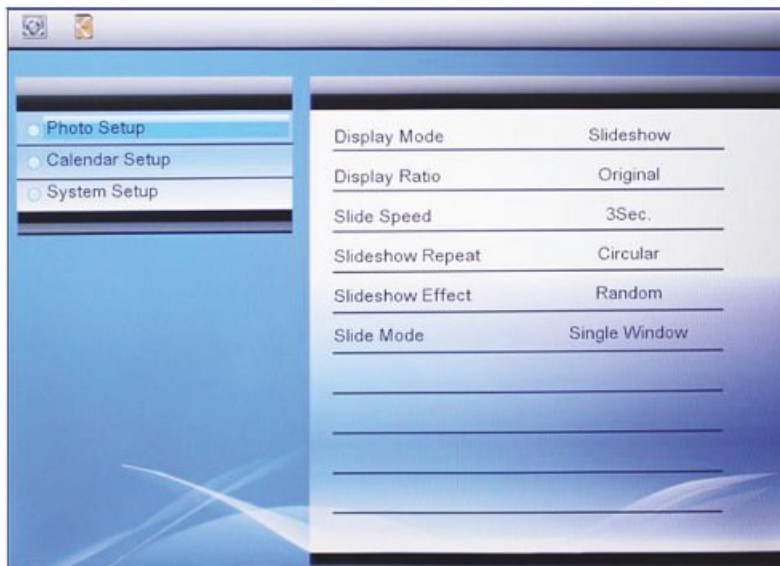 Photo Setup
Calendar Setup
System Setup
Display Mode Slideshow
Display Ratio Original
Slide Speed 3Sec.
Slideshow Repeat Circular
Slideshow Effect Random
Slide Mode Single Window